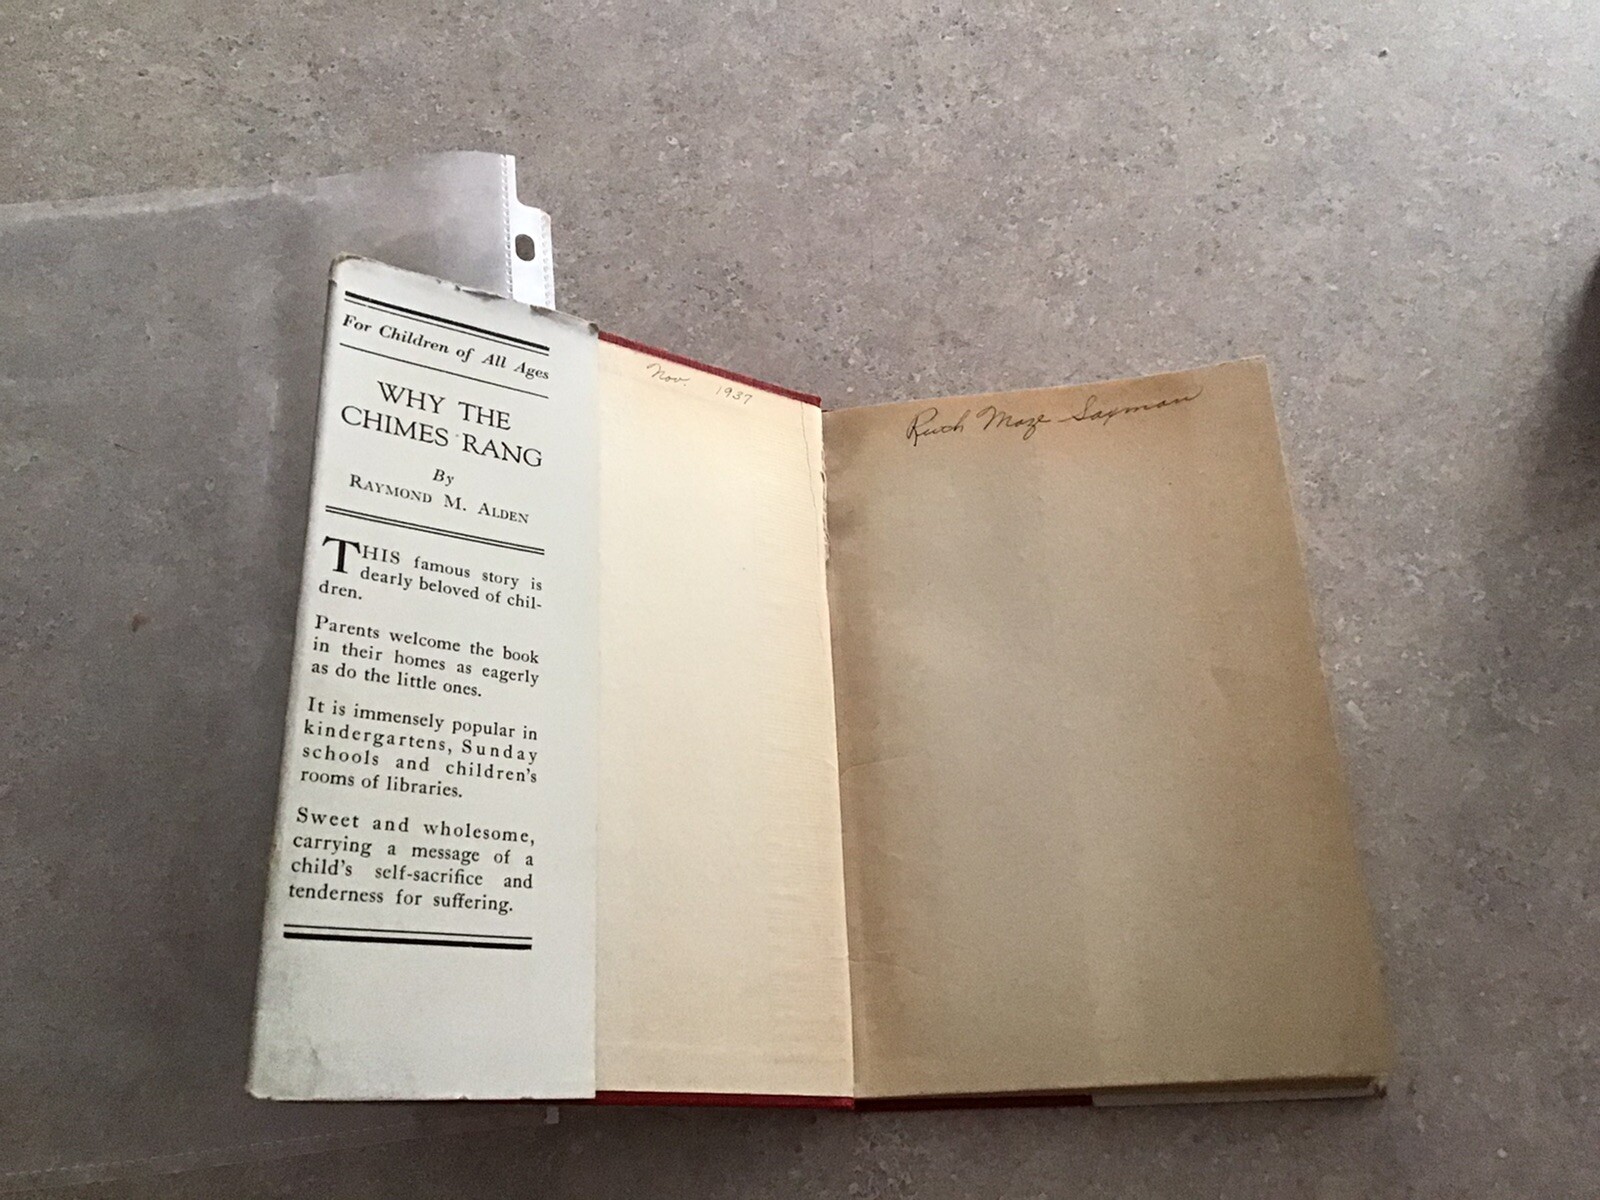 For Children of All Ages
WHY THE
CHIMES RANG
By
RAYMOND M. ALDEN
THIS famous story is
dearly beloved of chil-
dren.
Parents welcome the book
in their homes as eagerly
as do the little ones.
It is immensely popular in
kindergartens, Sunday
schools and children's
rooms of libraries.
Sweet and wholesome,
carrying a message of a
child's self-sacrifice and
tenderness for suffering.
Nov. 1937
Ruth Maze Saxman